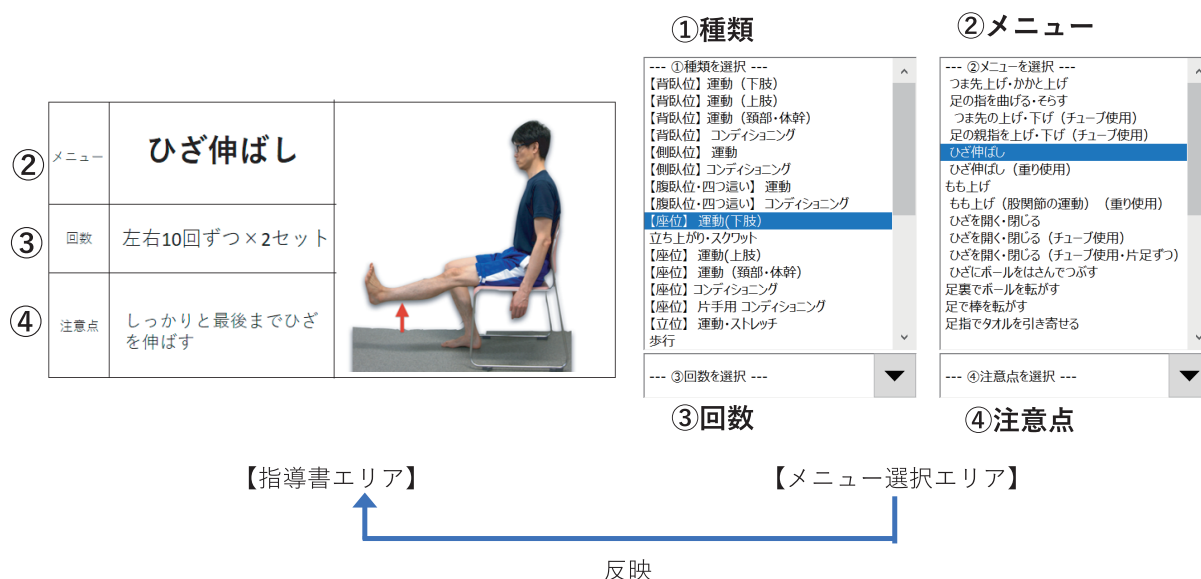 ②
メニュー
ひざ伸ばし
③
回数
左右10回ずつ×2セット
④
注意点
しっかりと最後までひざ
を伸ばす
①種類
--- ①種類を選択 ---
【背臥位】運動（下肢）
【背臥位】運動（上肢）
【背臥位】運動（頸部・体幹）
【背臥位】 コンディショニング
【側臥位】 運動
【側臥位】コンディショニング
【腹臥位・四つ這い】 運動
【腹臥位・四つ這い】 コンディショニング
【座位】 運動(下肢)
立ち上がり・スクワット
【座位】 運動(上肢)
【座位】 運動（頸部・体幹）
【座位】コンディショニング
【座位】 片手用 コンディショニング
【立位】 運動・ストレッチ
歩行
--- ③回数を選択 ---
③回数
②メニュー
--- ②メニューを選択 ---
つま先上げ・かかと上げ
足の指を曲げる・そらす
つま先の上げ・下げ（チューブ使用）
足の親指を上げ・下げ（チューブ使用）
ひざ伸ばし
ひざ伸ばし（重り使用）
もも上げ
もも上げ（股関節の運動）（重り使用）
ひざを開く・閉じる
ひざを開く・閉じる（チューブ使用）
ひざを開く・閉じる（チューブ使用・片足ずつ）
ひざにボールをはさんでつぶす
足裏でボールを転がす
足で棒を転がす
足指でタオルを引き寄せる
--- ④注意点を選択 ---
④注意点
【指導書エリア】
【メニュー選択エリア】
反映